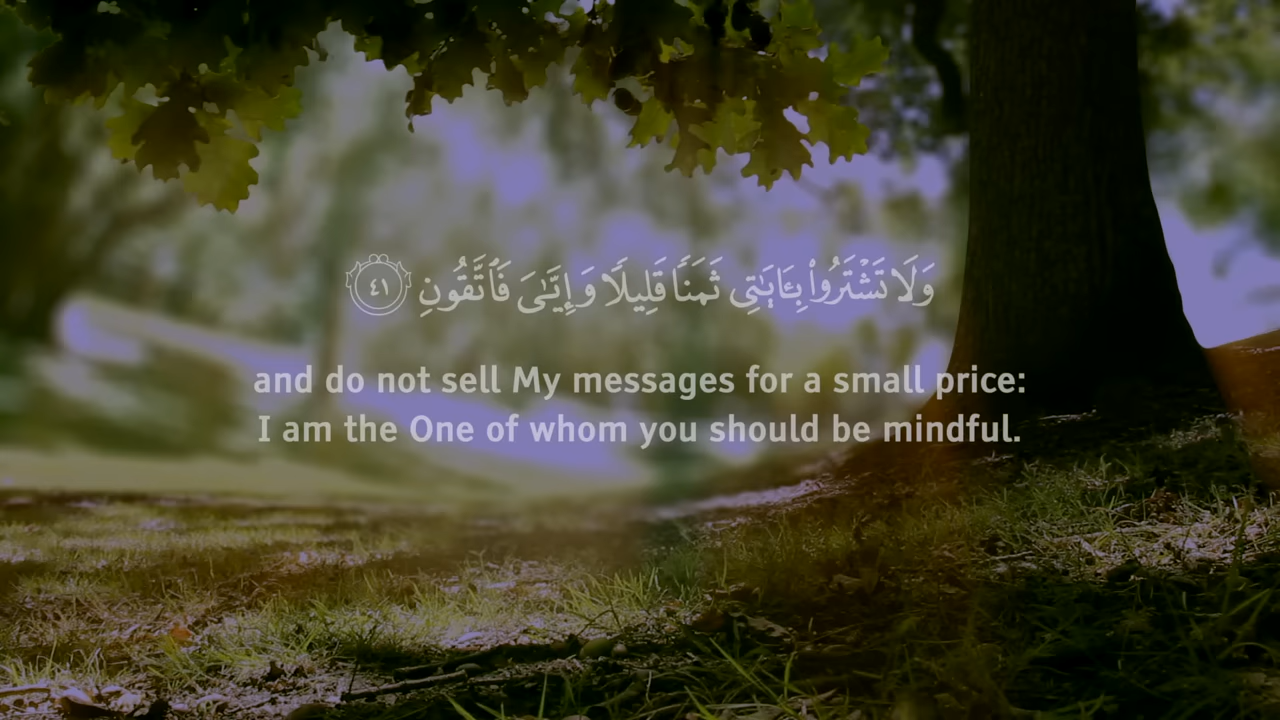 وَلَا تَشْتَرُوا۟ بِـَٔايَـٰتِى ثَمَنًا قَلِيلًا وَإِيَّـٰىَ فَٱتَّقُونِ ٤١
and do not sell My messages for a small price:
I am the One of whom you should be mindful.